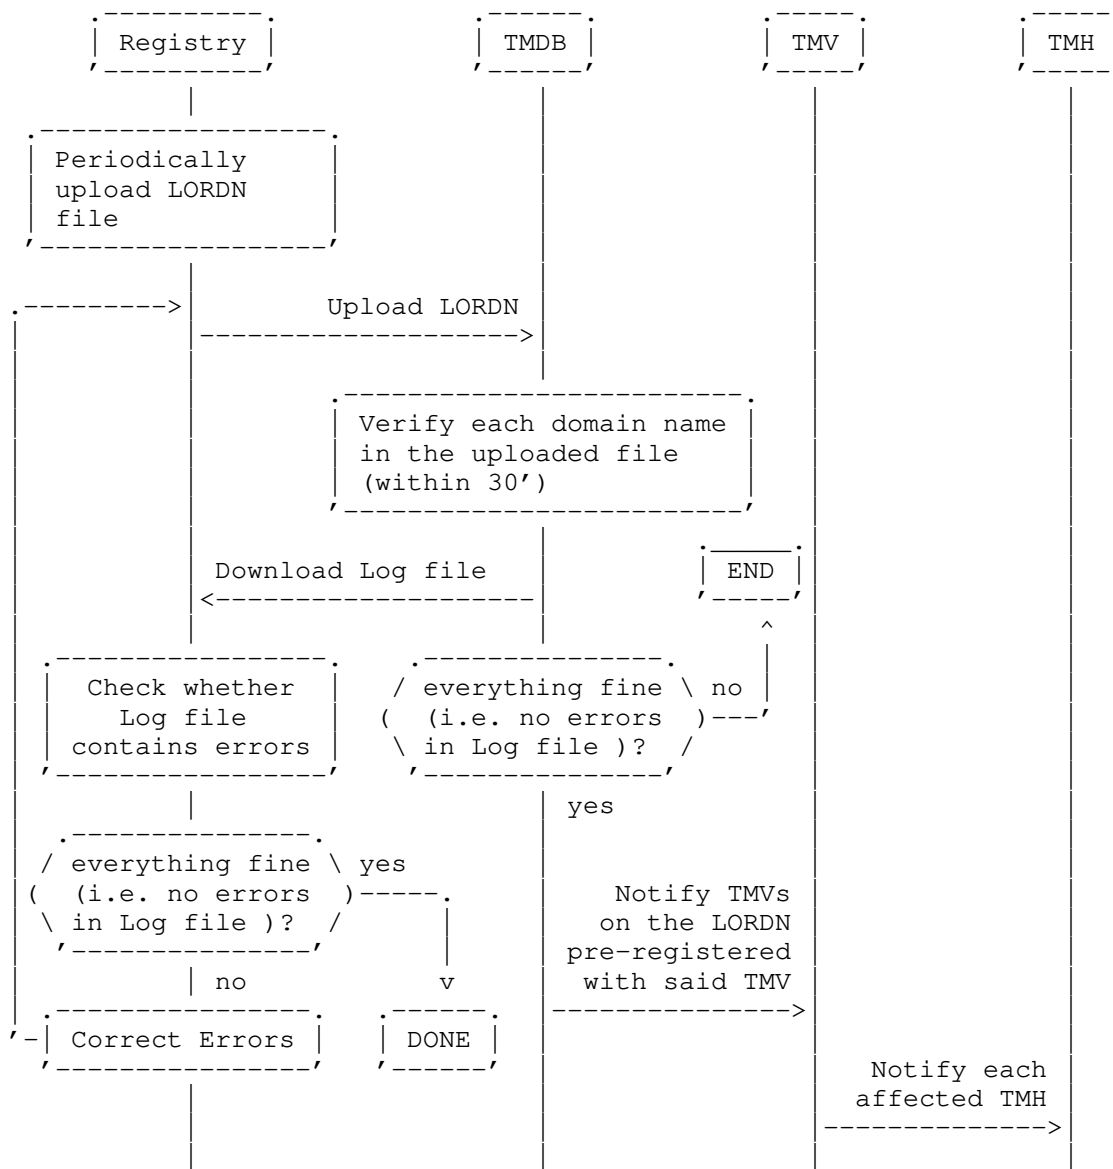 Registry TMDB TMV TMH
Periodically
upload LORDN
file
Upload LORDN
Verify each domain name
in the uploaded file
(within 30')
END
Download Log file
Check whether
Log file
contains errors
everything fine no
(i.e. no errors
in Log file )?
yes
everything fine yes
(i.e. no errors
in Log file )?
no
Notify TMVs
on the LORDN
pre-registered
with said TMV
v
Correct Errors
DONE
Notify each
affected TMH